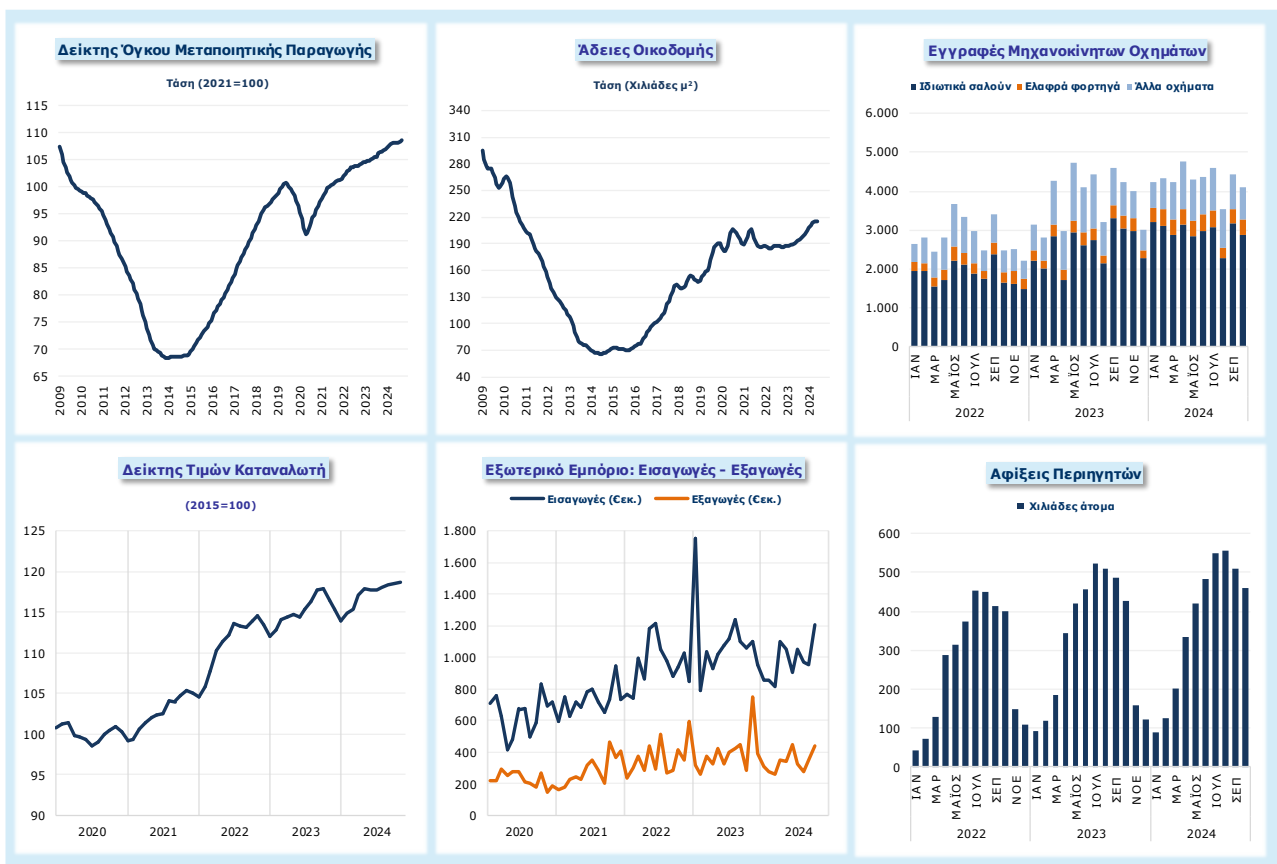 Δείκτης Όγκου Μεταποιητικής Παραγωγής
Τάση (2021=100)
115
110
105
100
95
90
85
80
75
70
65
2009
2010
2011
2012
2013
2014
2015
2016
2017
2018
2019
2020
2021
2022
2023
2024
Άδειες Οικοδομής
Τάση (Χιλιάδες μ²)
340
310
280
250
220
190
160
130
100
70
40
2009
2010
2011
2012
2013
2014
2015
2016
2017
2018
2019
2020
2021
2022
2023
2024
Εγγραφές Μηχανοκίνητων Οχημάτων
Ιδιωτικά σαλούν Ελαφρά φορτηγά Άλλα οχήματα
6.000
5.000
4.000
3.000
2.000
1.000
0
ΙΑΝ
ΜΑΡ
ΜΑΪΟΣ
ΙΟΥΛ
ΣΕΠ
ΝΟΕ
ΙΑΝ
ΜΑΡ
ΜΑΪΟΣ
ΙΟΥΛ
ΣΕΠ
ΝΟΕ
ΙΑΝ
ΜΑΡ
ΜΑΪΟΣ
ΙΟΥΛ
ΣΕΠ
2022 2023 2024
Δείκτης Τιμών Καταναλωτή
(2015=100)
125
120
115
110
105
100
95
90
2020 2021 2022 2023 2024
Εξωτερικό Εμπόριο: Εισαγωγές - Εξαγωγές
Εισαγωγές (€εκ.) Εξαγωγές (€εκ.)
1.800
1.600
1.400
1.200
1.000
800
600
400
200
0
2020 2021 2022 2023 2024
Αφίξεις Περιηγητών
Χιλιάδες άτομα
600
500
400
300
200
100
0
ΙΑΝ
ΜΑΡ
ΜΑΪΟΣ
ΙΟΥΛ
ΣΕΠ
ΝΟΕ
ΙΑΝ
ΜΑΡ
ΜΑΪΟΣ
ΙΟΥΛ
ΣΕΠ
ΝΟΕ
ΙΑΝ
ΜΑΡ
ΜΑΪΟΣ
ΙΟΥΛ
ΣΕΠ
2022 2023 2024